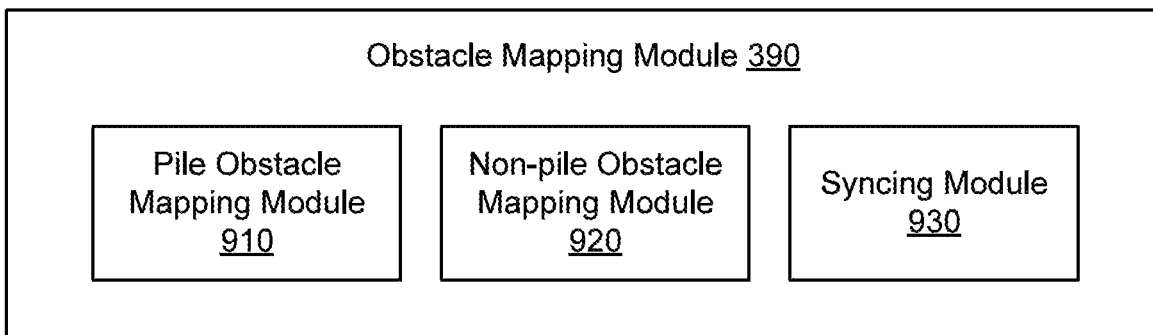 Obstacle Mapping Module 390
Pile Obstacle
Mapping Module
910
Non-pile Obstacle
Mapping Module
920
Syncing Module
930